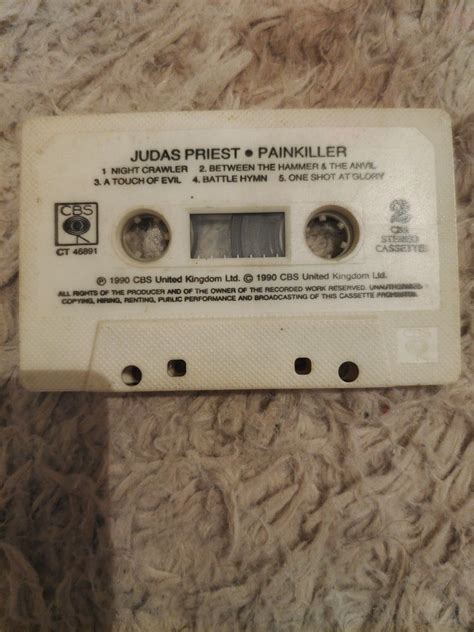 JUDAS PRIEST • PAINKILLER
1 NIGHT CRAWLER 2. BETWEEN THE HAMMER & THE ANVIL
3. A TOUCH OF EVIL 4. BATTLE HYMN 5. ONE SHOT AT GLORY
CBS
CT 46891
2
CBS
STEREO
CASSETTE
℗ 1990 CBS United Kingdom Ltd. © 1990 CBS United Kingdom Ltd.
ALL RIGHTS OF THE PRODUCER AND OF THE OWNER OF THE RECORDED WORK RESERVED. UNAUTHORISED
COPYING, HIRING, RENTING, PUBLIC PERFORMANCE AND BROADCASTING OF THIS CASSETTE PROHIBITED.